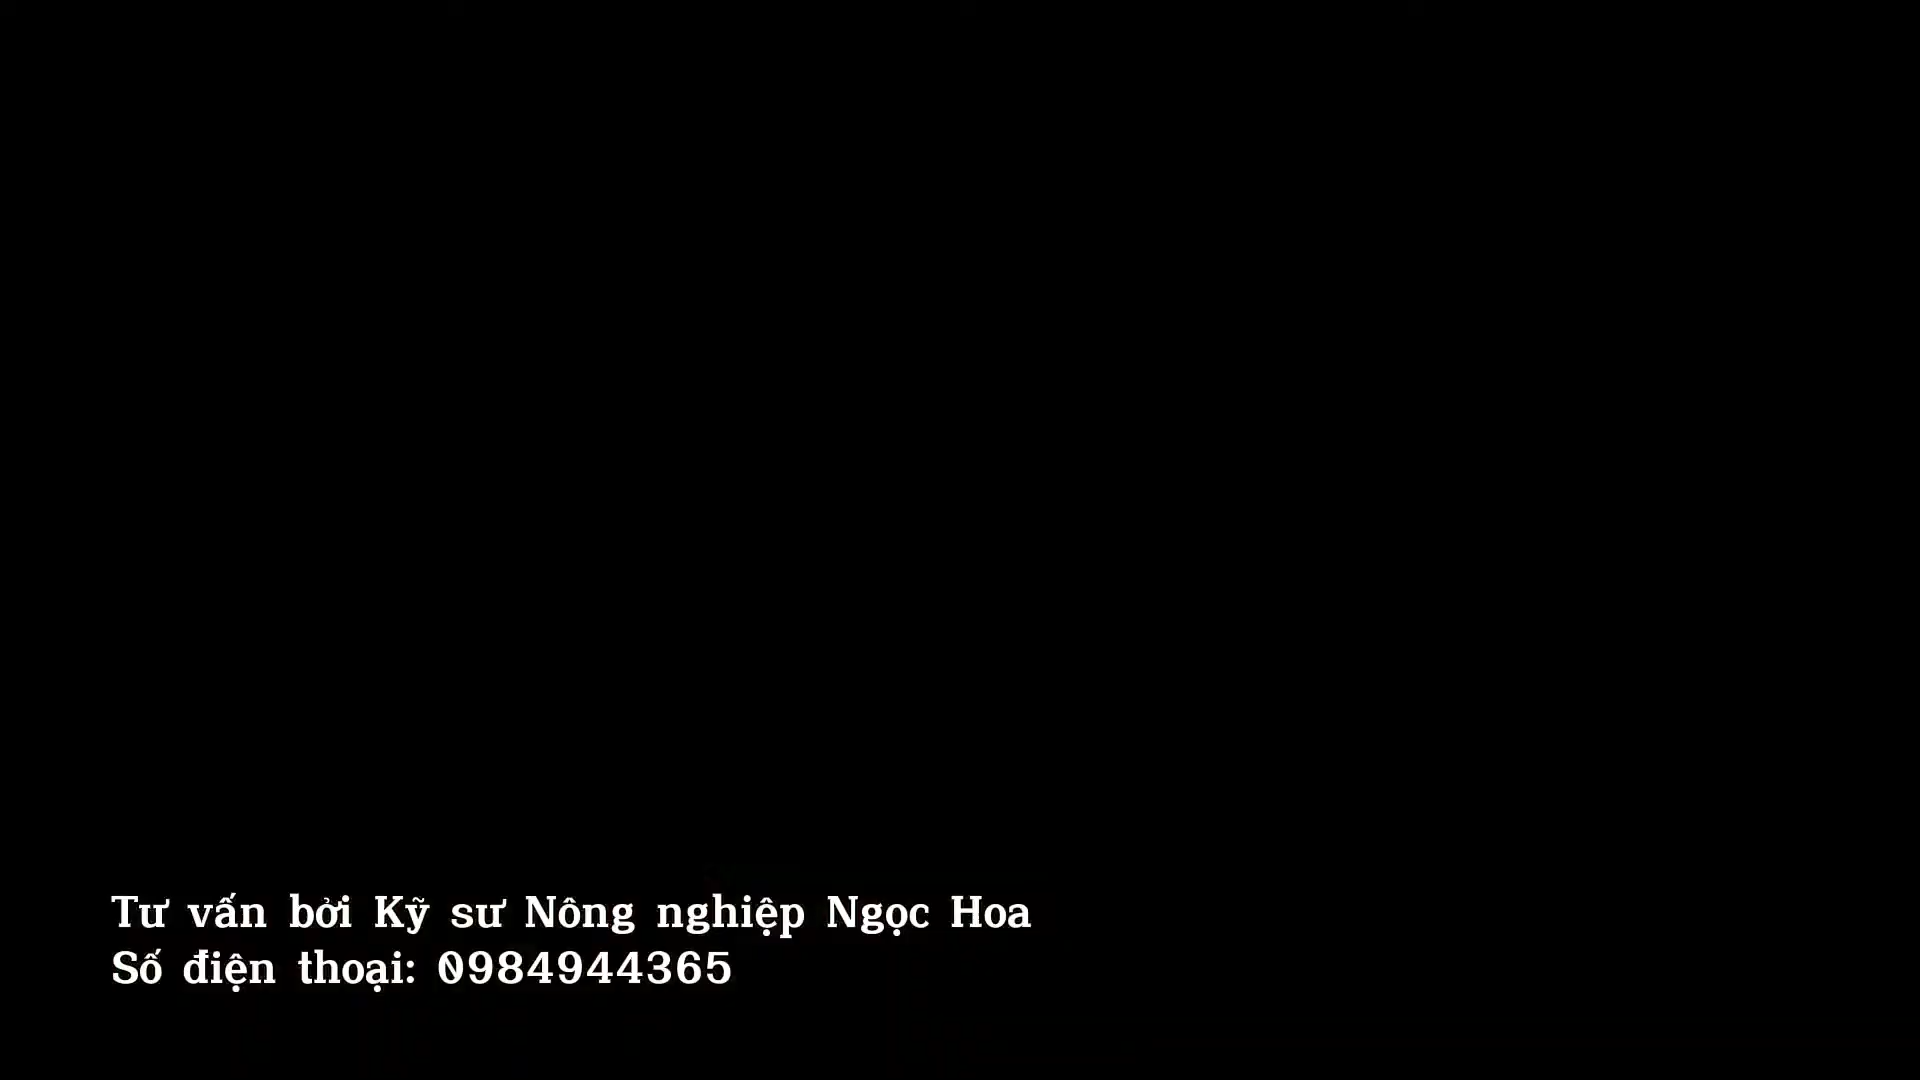 Tư vấn bởi Kỹ sư Nông nghiệp Ngọc Hoa
Số điện thoại: 0984944365